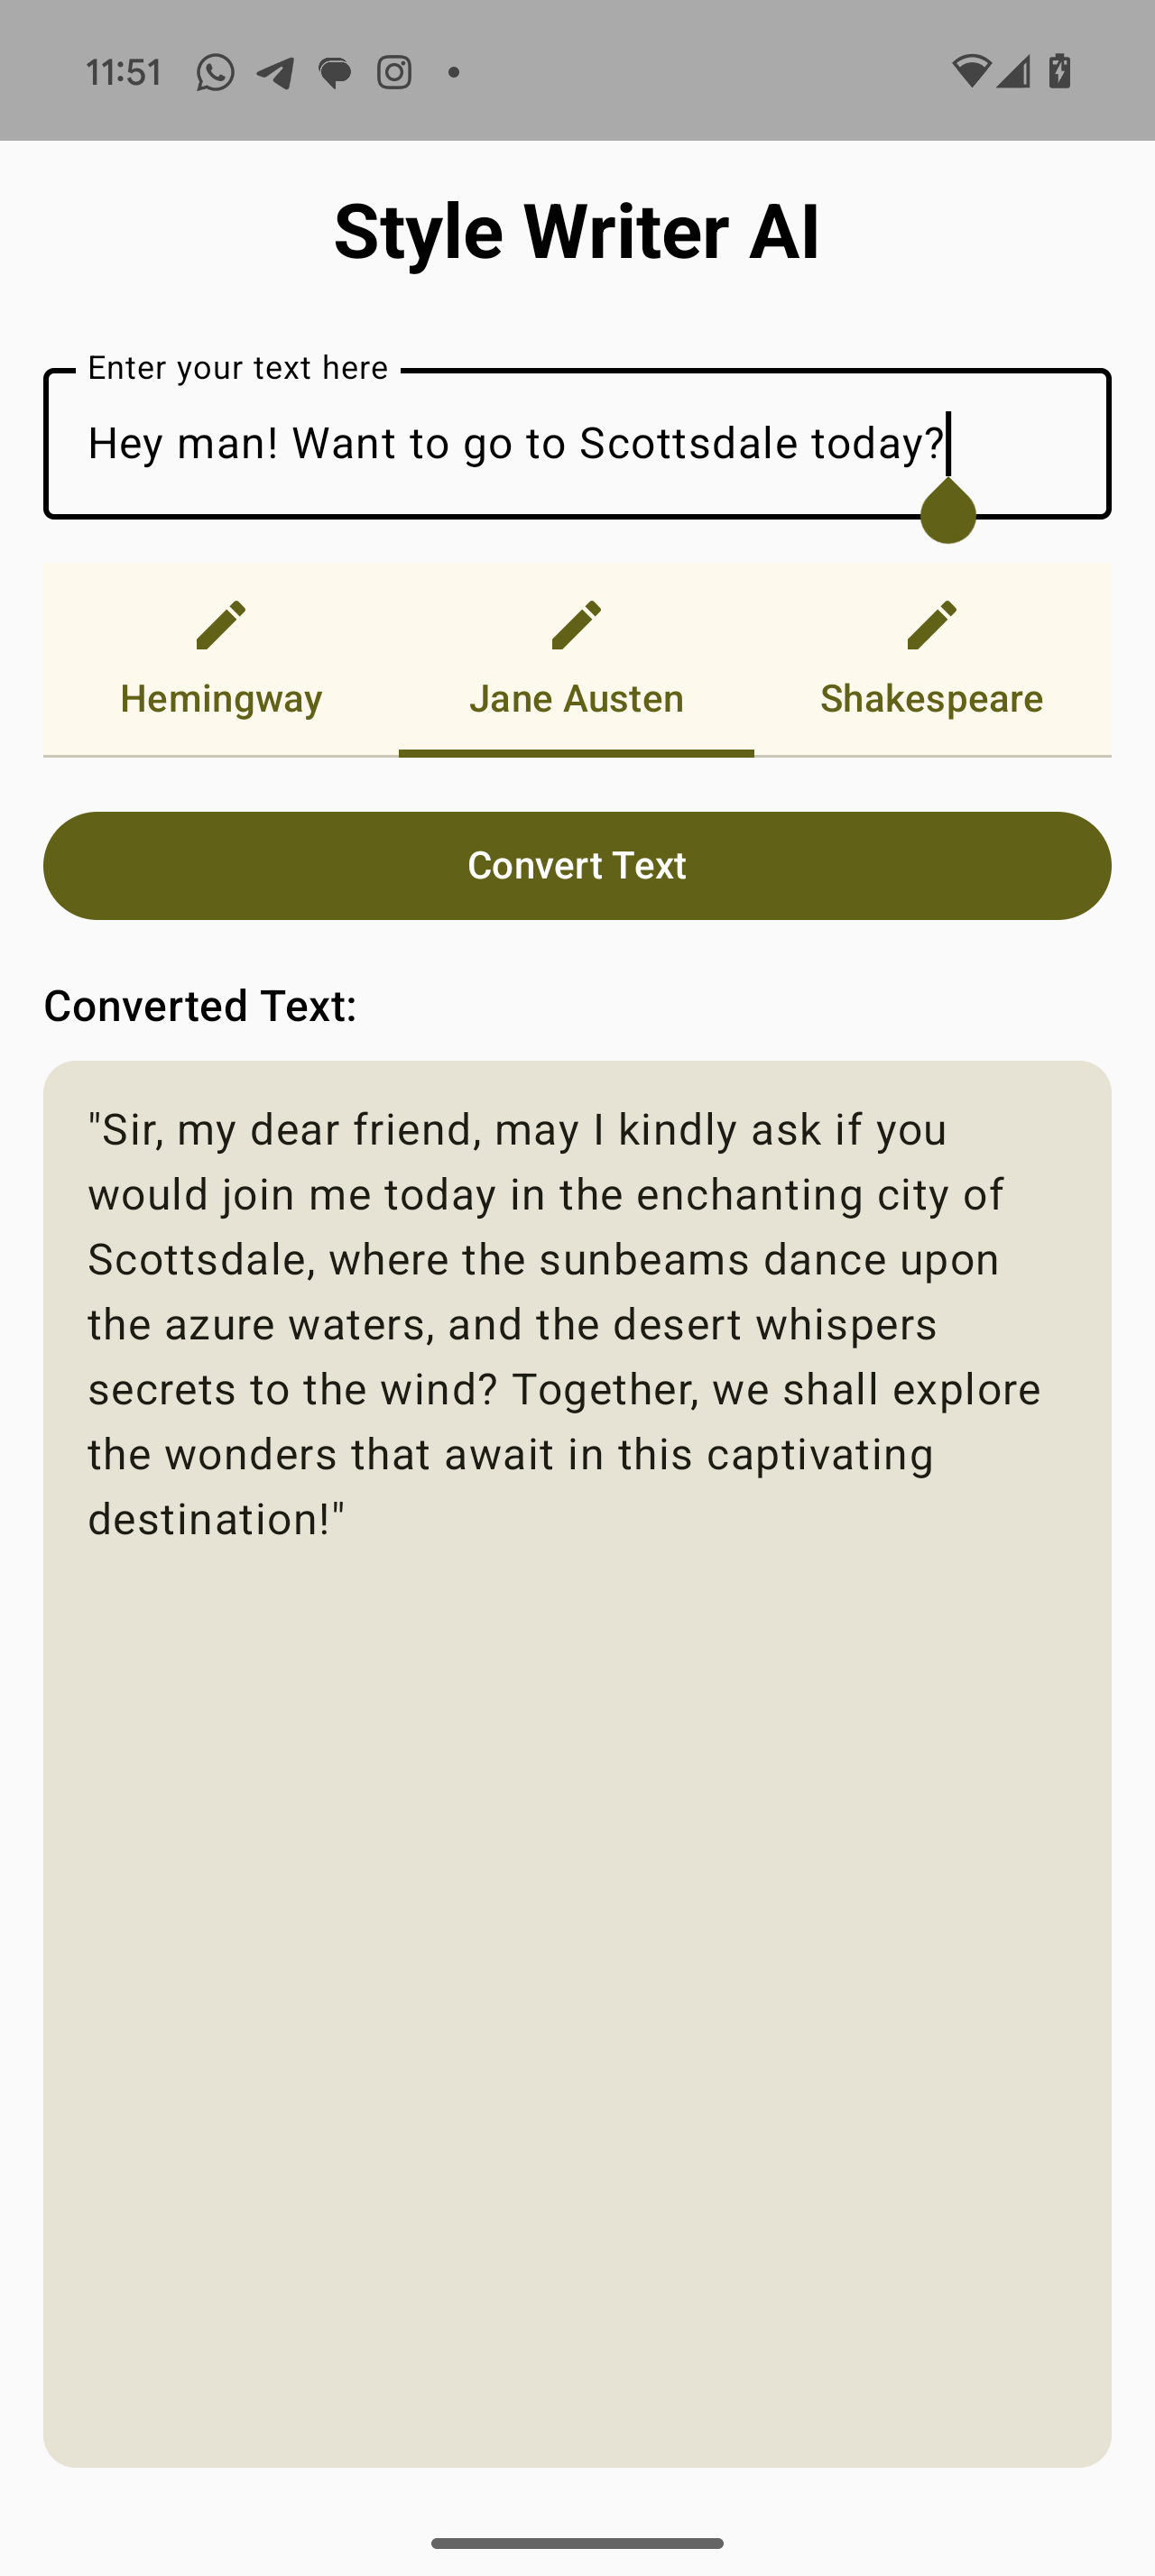 11:51
Style Writer AI
Enter your text here
Hey man! Want to go to Scottsdale today?
Hemingway
Jane Austen
Shakespeare
Convert Text
Converted Text:
"Sir, my dear friend, may I kindly ask if you
would join me today in the enchanting city of
Scottsdale, where the sunbeams dance upon
the azure waters, and the desert whispers
secrets to the wind? Together, we shall explore
the wonders that await in this captivating
destination!"